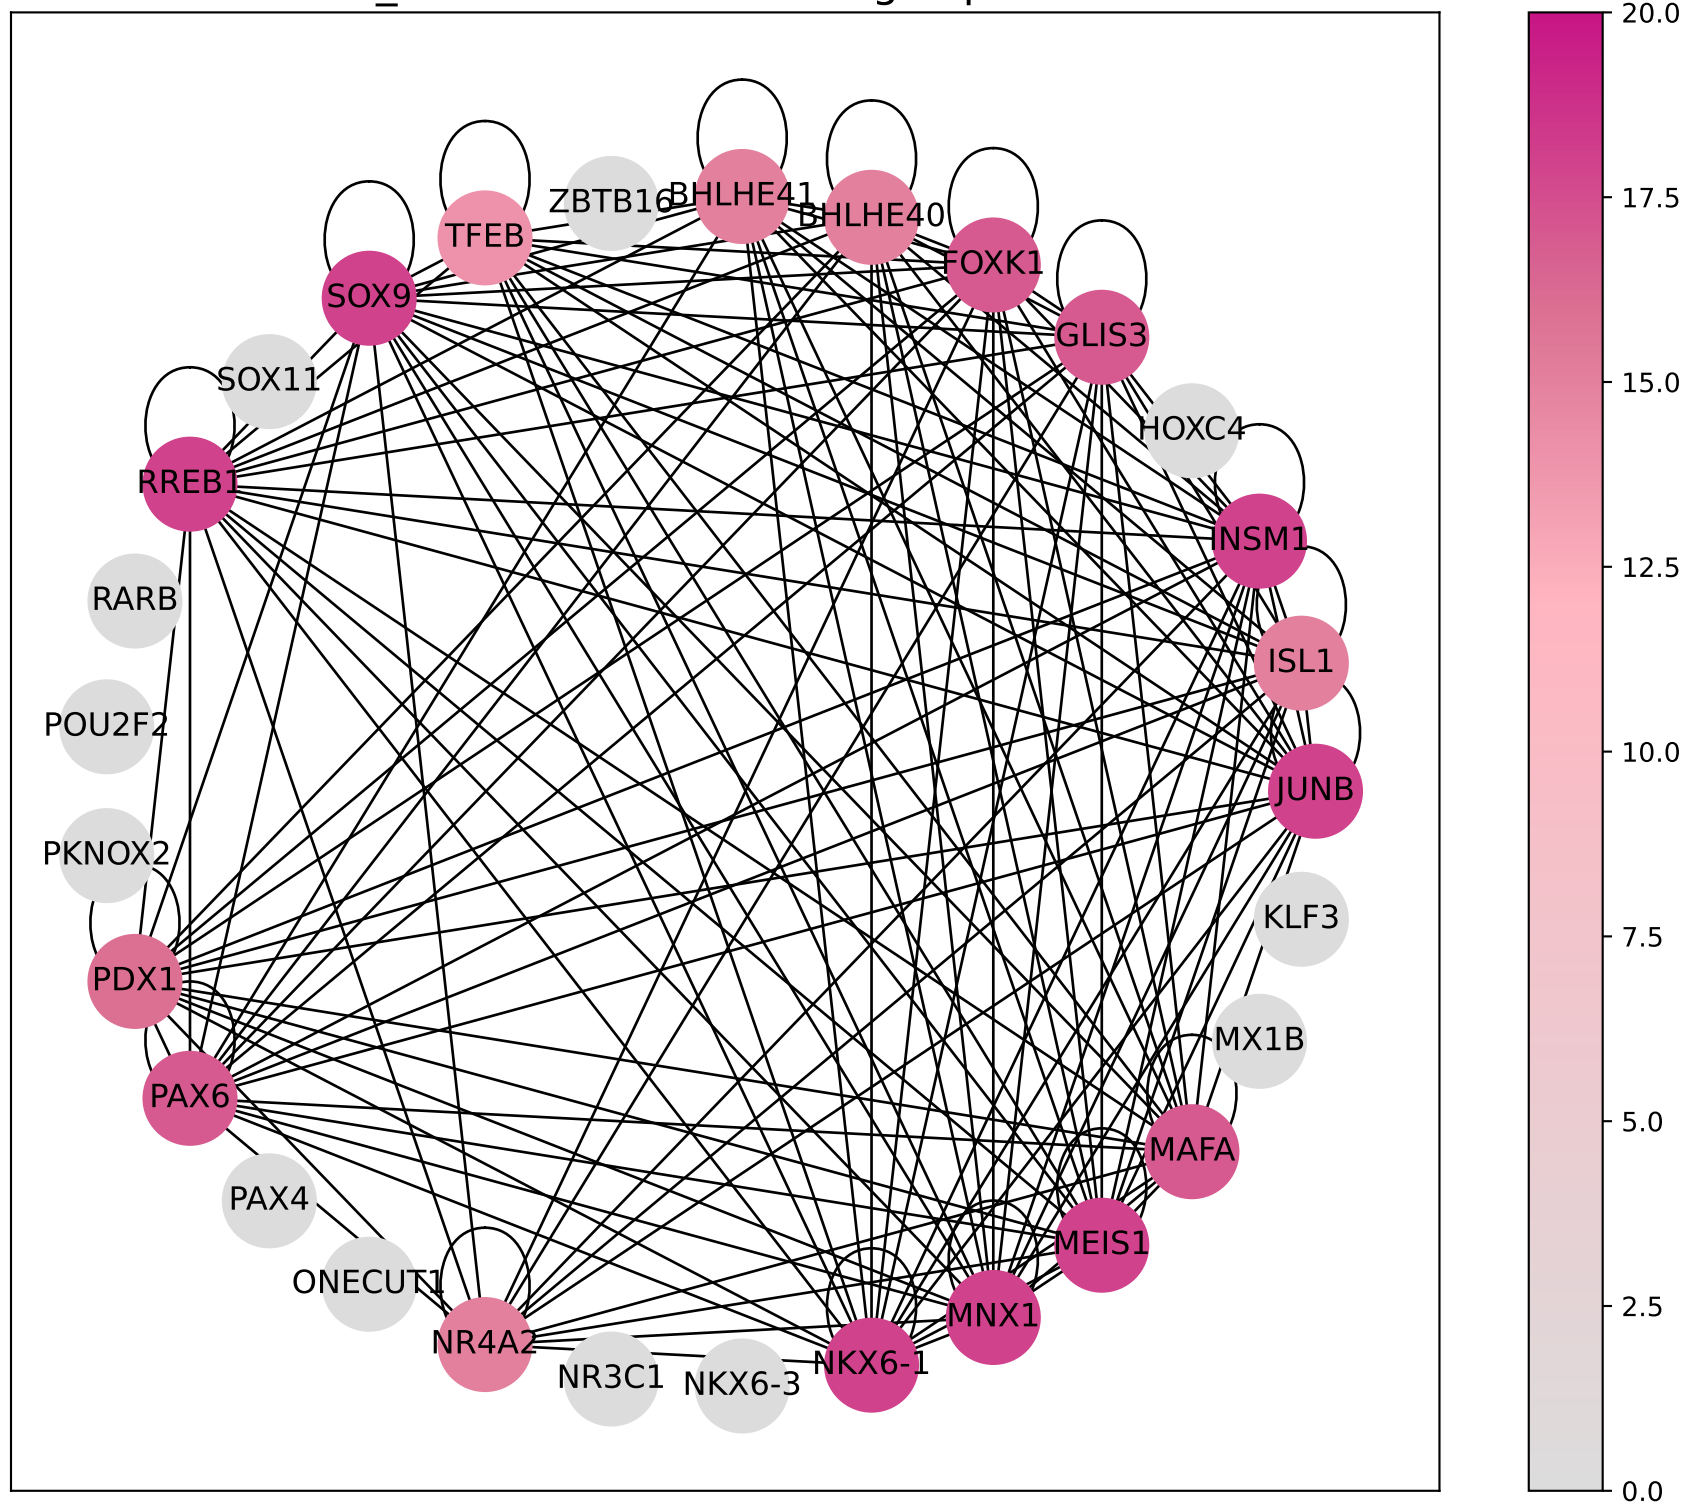 20.0
ZBTB16
BHLHE41
BHLHE40
TFEB
FOXK1
17.5
SOX9
GLIS3
SOX11
15.0
HOXC4
RREB1
INSM1
12.5
RARB
ISL1
POU2F2
10.0
JUNB
PKNOX2
KLF3
7.5
PDX1
MX1B
PAX6
5.0
MAFA
PAX4
MEIS1
ONECUT1
2.5
MNX1
NR4A2
NKX6-1
NR3C1
NKX6-3
0.0